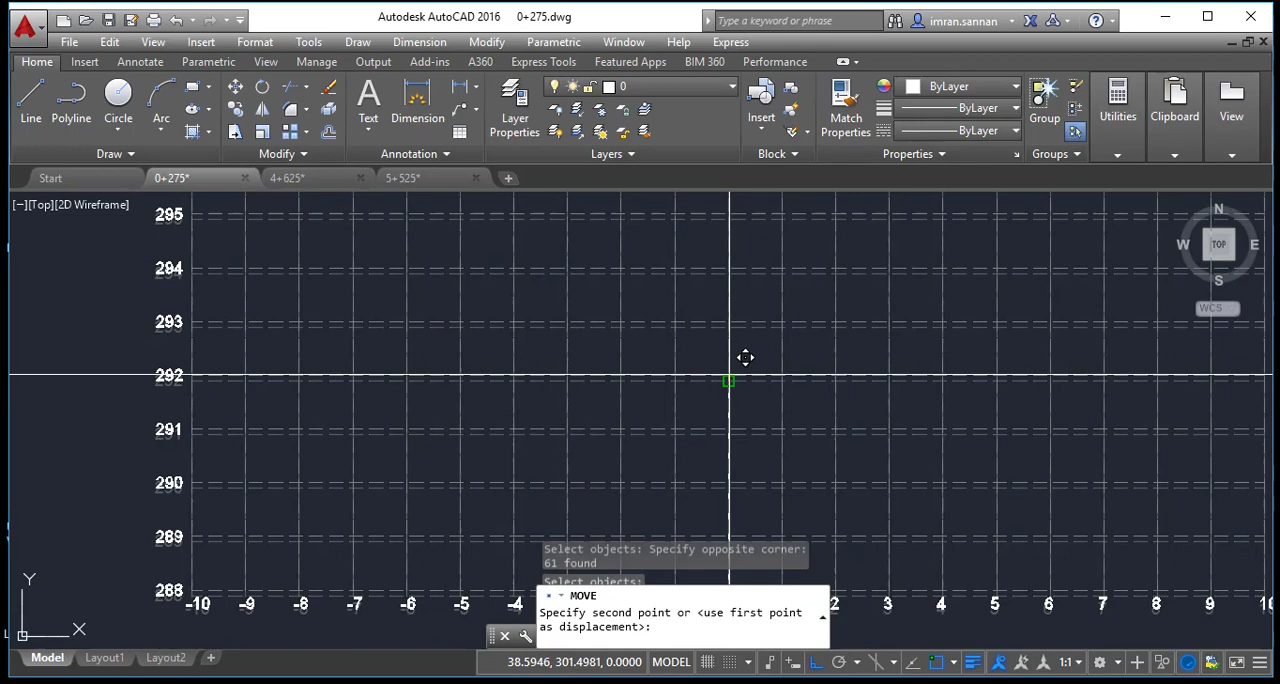 Autodesk AutoCAD 2016 0+275.dwg
Type a keyword or phrase
imran.sannan
File Edit View Insert Format Tools Draw Dimension Modify Parametric Window Help Express
Home Insert Annotate Parametric View Manage Output Add-ins A360 Express Tools Featured Apps BIM 360 Performance
0
ByLayer
ByLayer
ByLayer
Line Polyline Circle Arc Text Dimension Layer Properties Insert Match Properties Group Utilities Clipboard View
Draw Modify Annotation Layers Block Properties Groups
Start 0+275* 4+625* 5+525*
[−][Top][2D Wireframe]
N
W TOP E
S
WCS
295
294
293
292
291
290
289
288
-10 -9 -8 -7 -6 -5 -4 2 3 4 5 6 7 8 9 10
Y
X
Select objects: Specify opposite corner:
61 found
Select objects:
MOVE
Specify second point or <use first point
as displacement>:
Model Layout1 Layout2
38.5946, 301.4981, 0.0000 MODEL 1:1